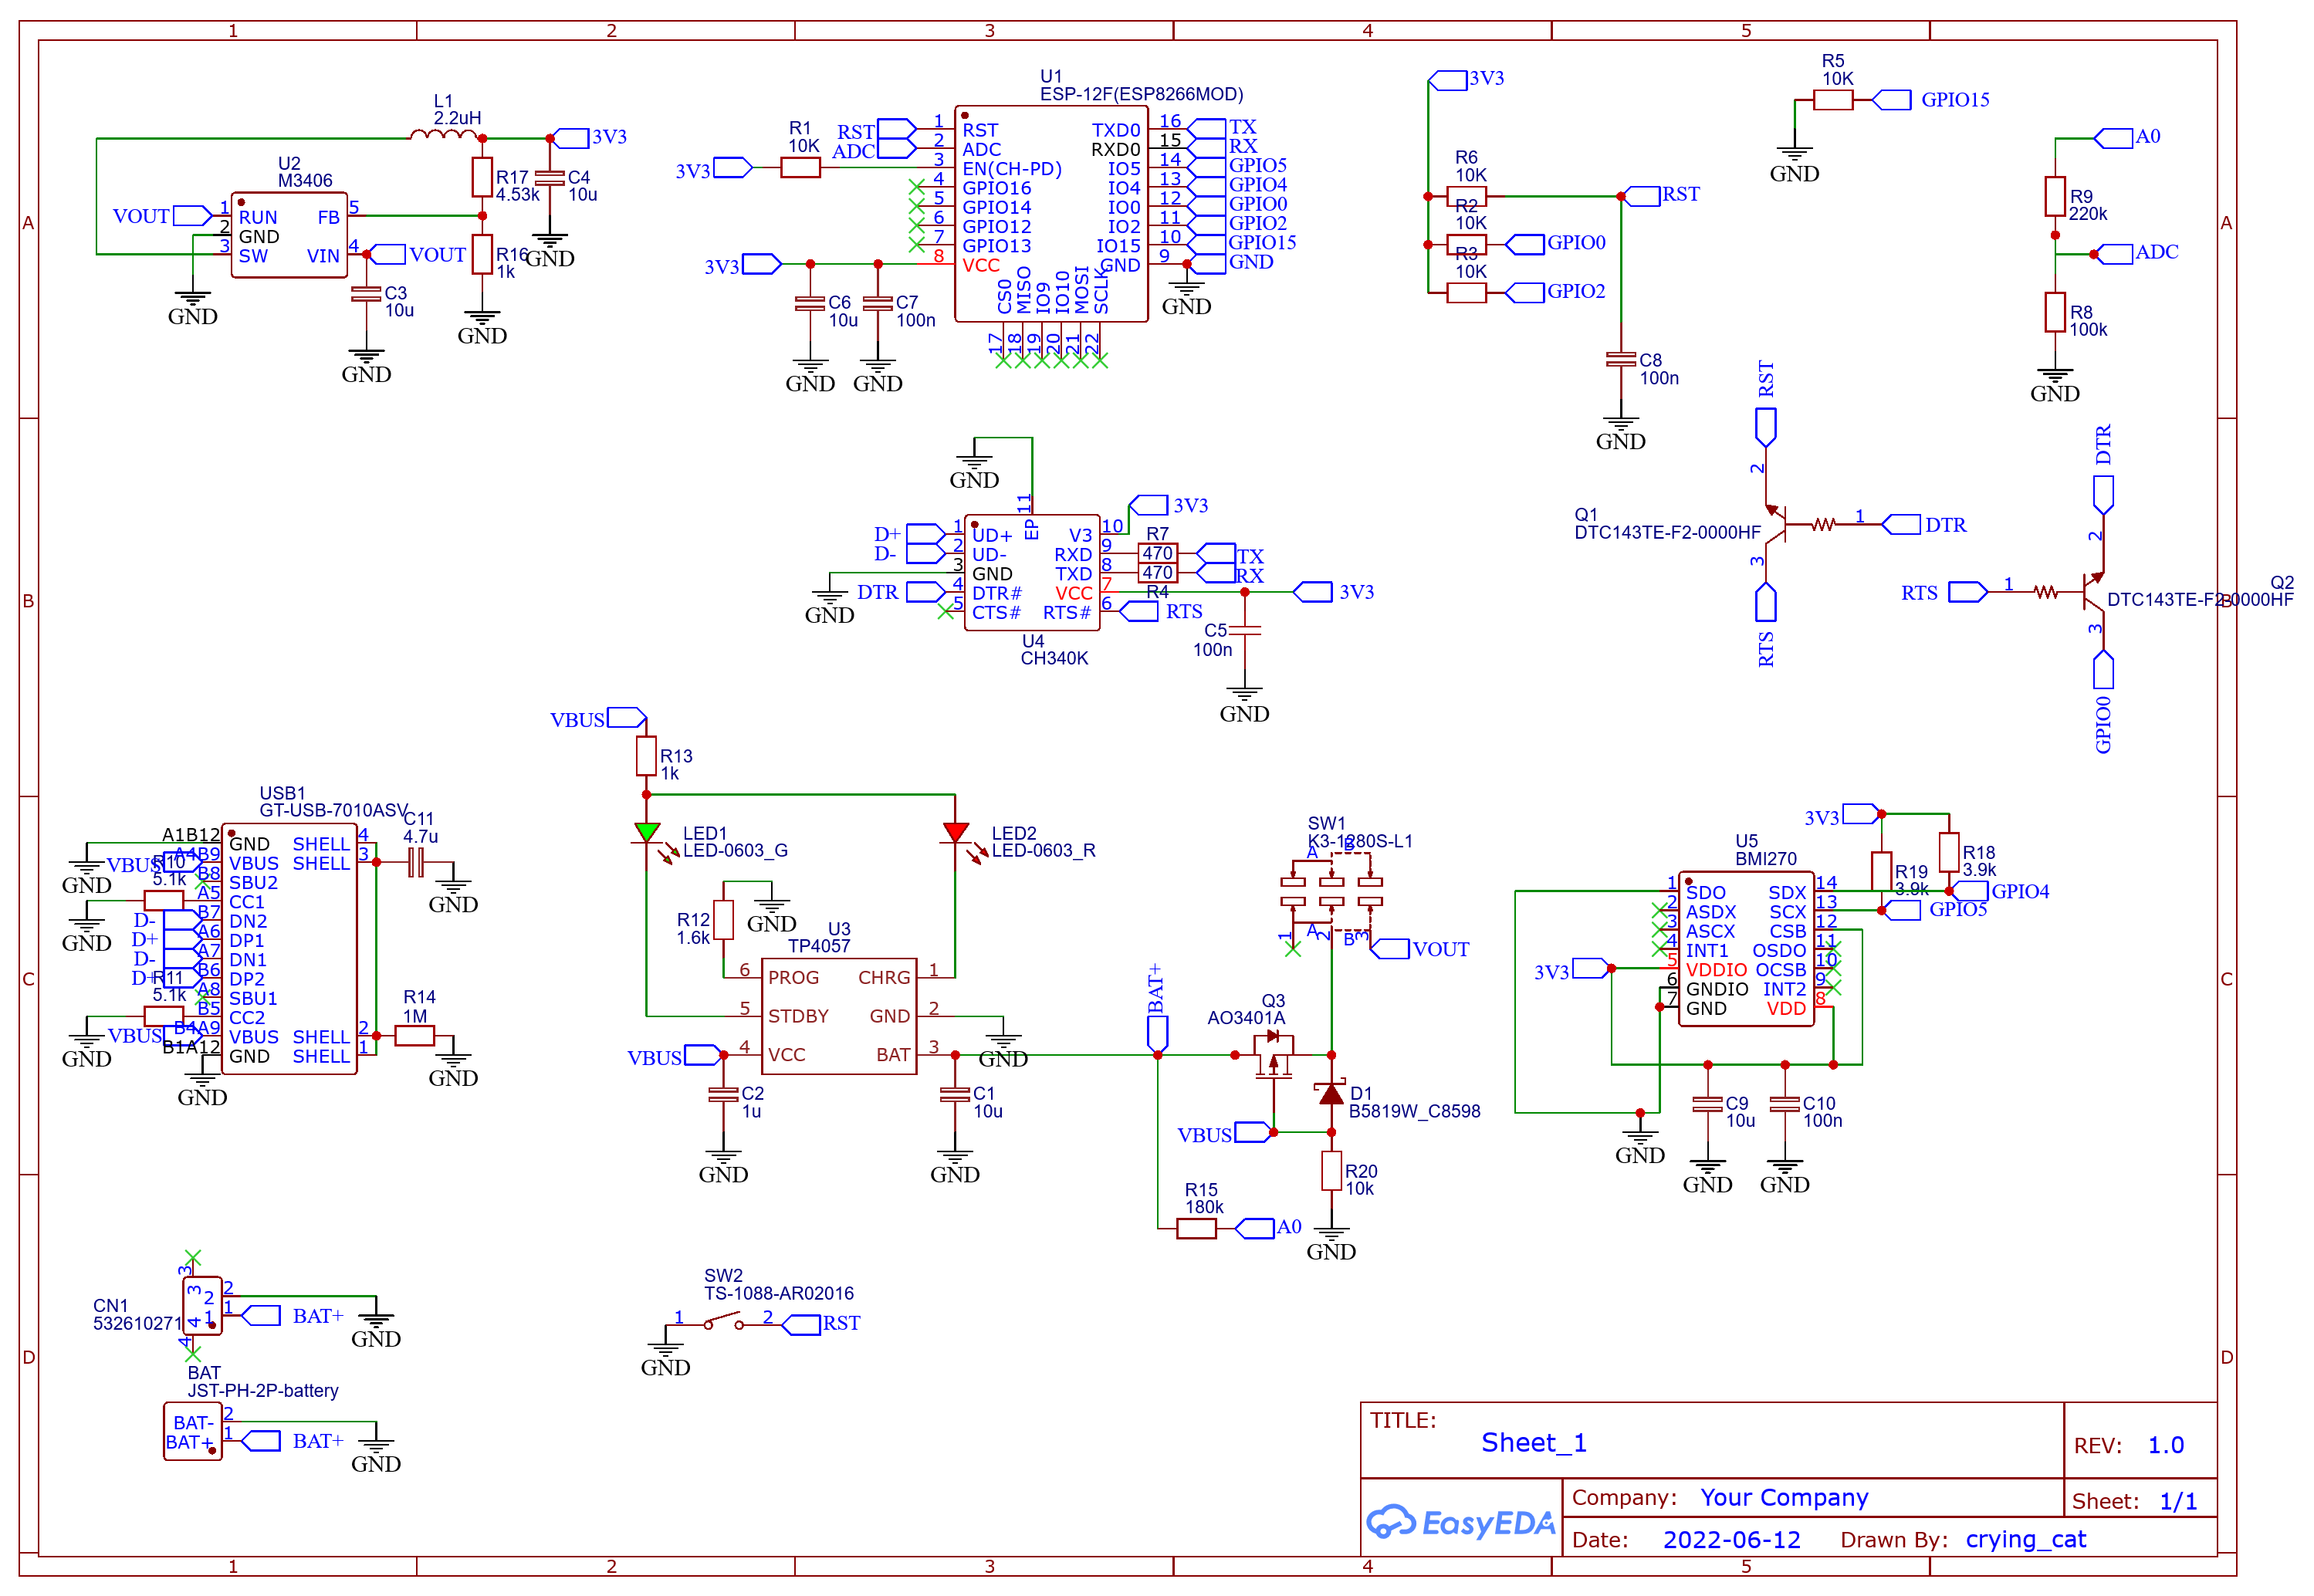 1 2 3 4 5
A
B
C
D
L1
2.2uH
3V3
U2
M3406
R17
4.53k
C4
10u
VOUT
1 RUN
2 GND
3 SW
FB 5
VIN 4
VOUT
R16
1k
GND
C3
10u
GND
GND
GND
U1
ESP-12F(ESP8266MOD)
R1
10K
3V3
RST
ADC
1 RST
2 ADC
3 EN(CH-PD)
4 GPIO16
5 GPIO14
6 GPIO12
7 GPIO13
8 VCC
TXD0 16 TX
RXD0 15 RX
IO5 14 GPIO5
IO4 13 GPIO4
IO0 12 GPIO0
IO2 11 GPIO2
IO15 10 GPIO15
GND 9 GND
CS0 MISO IO9 IO10 MOSI SCLK
17 18 19 20 21 22
GND
3V3
C6
10u
C7
100n
GND
GND
3V3
R6
10K
RST
R2
10K
GPIO0
R3
10K
GPIO2
C8
100n
GND
R5
10K
GPIO15
GND
A0
R9
220k
ADC
R8
100k
GND
GND
11
EP
D+
D-
DTR
GND
1 UD+
2 UD-
3 GND
4 DTR#
5 CTS#
V3 10
RXD 9
TXD 8
VCC 7
RTS# 6
3V3
R7
470
470
R4
TX
RX
RTS
3V3
U4
CH340K
C5
100n
GND
RST
2
Q1
DTC143TE-F2-0000HF
1
DTR
3
RTS
DTR
2
RTS
1
Q2
DTC143TE-F2-0000HF
3
GPIO0
USB1
GT-USB-7010ASV
A1B12 GND
A4B9 VBUS
B8 SBU2
A5 CC1
B7 DN2
A6 DP1
A7 DN1
B6 DP2
A8 SBU1
B5 CC2
B4A9 VBUS
B1A12 GND
SHELL 4
SHELL 3
SHELL 2
SHELL 1
VBUS
R10
5.1k
D-
D+
D-
D+
R11
5.1k
VBUS
GND
GND
GND
GND
C11
4.7u
GND
R14
1M
GND
VBUS
R13
1k
LED1
LED-0603_G
LED2
LED-0603_R
R12
1.6k
GND
U3
TP4057
6 PROG
5 STDBY
4 VCC
CHRG 1
GND 2
BAT 3
VBUS
C2
1u
GND
GND
C1
10u
GND
BAT+
SW1
K3-1280S-L1
A
B
A
B
1
2
3
VOUT
Q3
AO3401A
D1
B5819W_C8598
VBUS
R20
10k
GND
R15
180k
A0
U5
BMI270
1 SDO
2 ASDX
3 ASCX
4 INT1
5 VDDIO
6 GNDIO
7 GND
SDX 14
SCX 13
CSB 12
OSDO 11
OCSB 10
INT2 9
VDD 8
3V3
3V3
R19
3.9k
R18
3.9k
GPIO4
GPIO5
C9
10u
C10
100n
GND
GND
GND
CN1
532610271
3
3
2
1
4
4
2
1
BAT+
GND
SW2
TS-1088-AR02016
1
2
RST
GND
BAT
JST-PH-2P-battery
BAT-
BAT+
2
1
BAT+
GND
TITLE:
Sheet_1
REV: 1.0
EasyEDA
Company: Your Company
Sheet: 1/1
Date: 2022-06-12
Drawn By: crying_cat
A
B
C
D
1 2 3 4 5